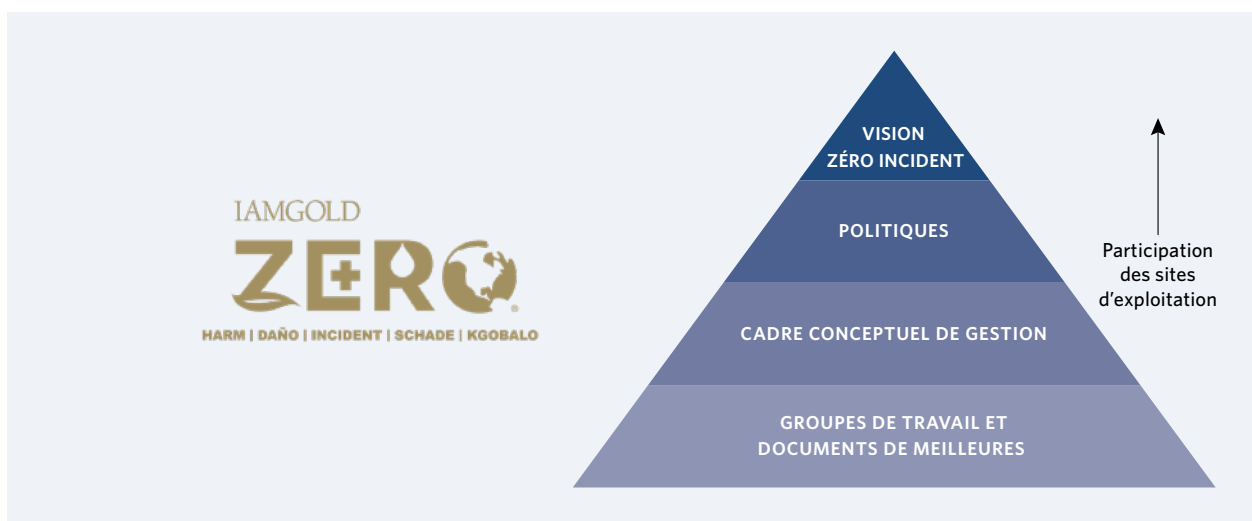 IAMGOLD
ZERO
HARM | DAÑO | INCIDENT | SCHADE | KGOBALO
VISION
ZÉRO INCIDENT
POLITIQUES
CADRE CONCEPTUEL DE GESTION
GROUPES DE TRAVAIL ET
DOCUMENTS DE MEILLEURES
Participation
des sites
d'exploitation